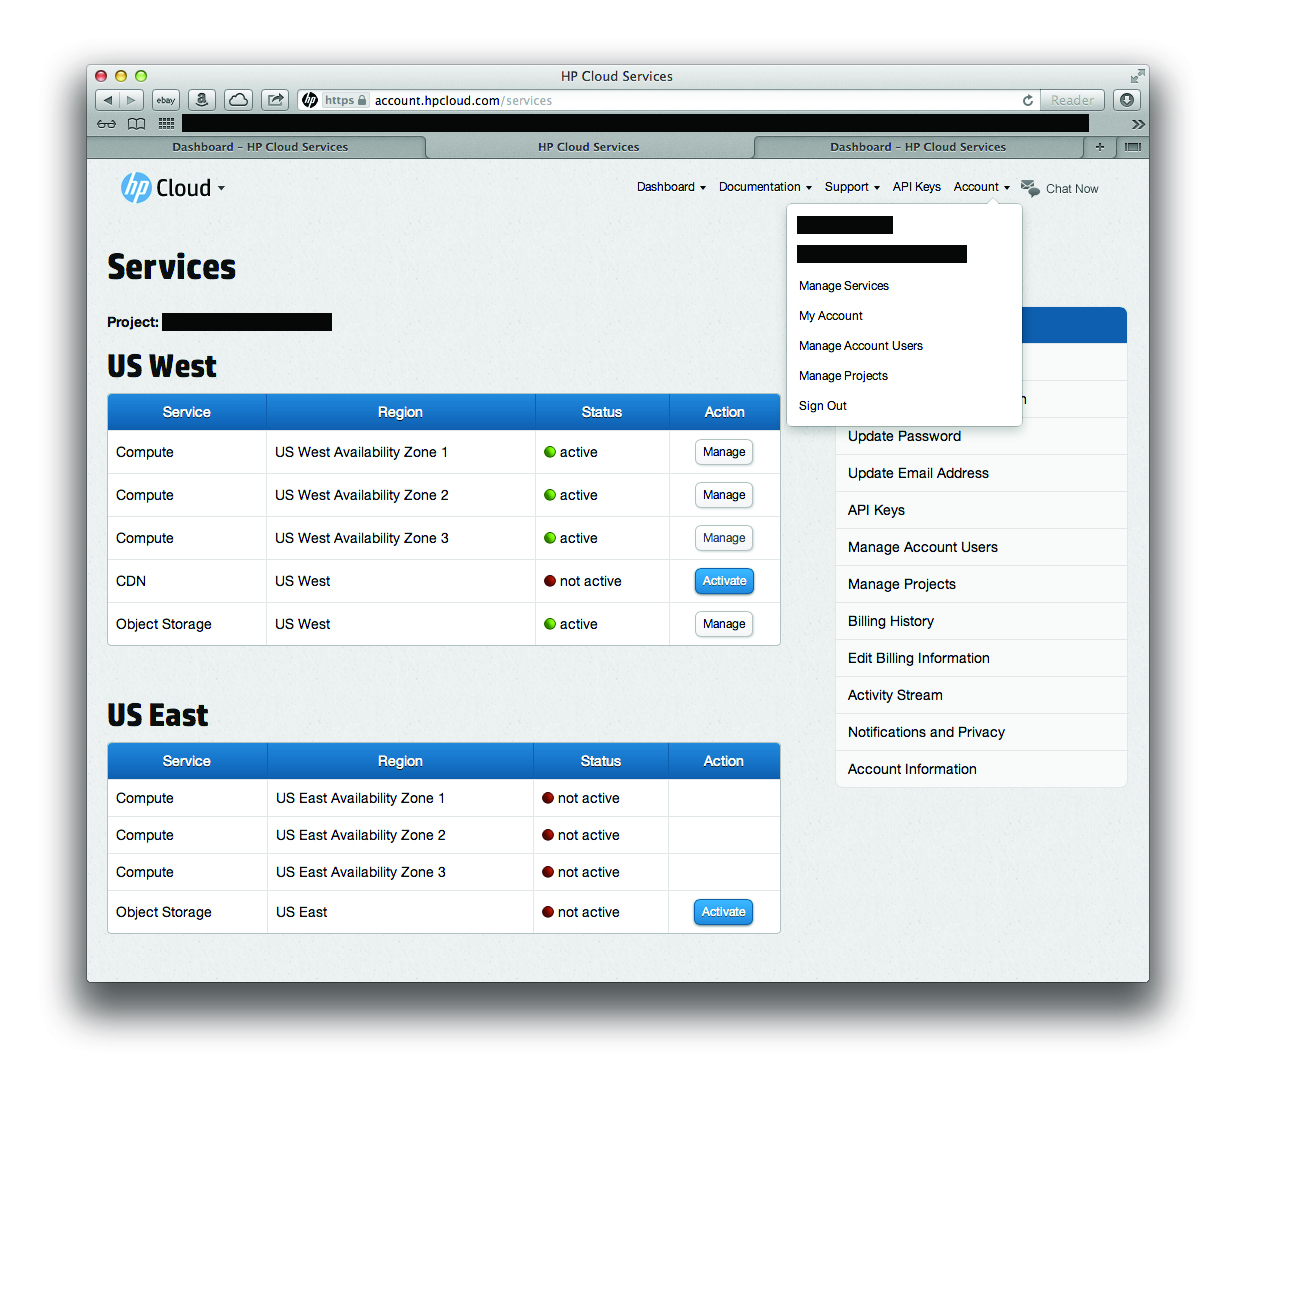 HP Cloud Services
ebay
a
hp
https account.hpcloud.com/services
Reader
Dashboard – HP Cloud Services
HP Cloud Services
Dashboard – HP Cloud Services
+
hp Cloud
Dashboard
Documentation
Support
API Keys
Account
Chat Now
Manage Services
My Account
Manage Account Users
Manage Projects
Sign Out
Services
Project:
US West
Service Region Status Action
Compute US West Availability Zone 1 active Manage
Compute US West Availability Zone 2 active Manage
Compute US West Availability Zone 3 active Manage
CDN US West not active Activate
Object Storage US West active Manage
US East
Service Region Status Action
Compute US East Availability Zone 1 not active
Compute US East Availability Zone 2 not active
Compute US East Availability Zone 3 not active
Object Storage US East not active Activate
Update Password
Update Email Address
API Keys
Manage Account Users
Manage Projects
Billing History
Edit Billing Information
Activity Stream
Notifications and Privacy
Account Information